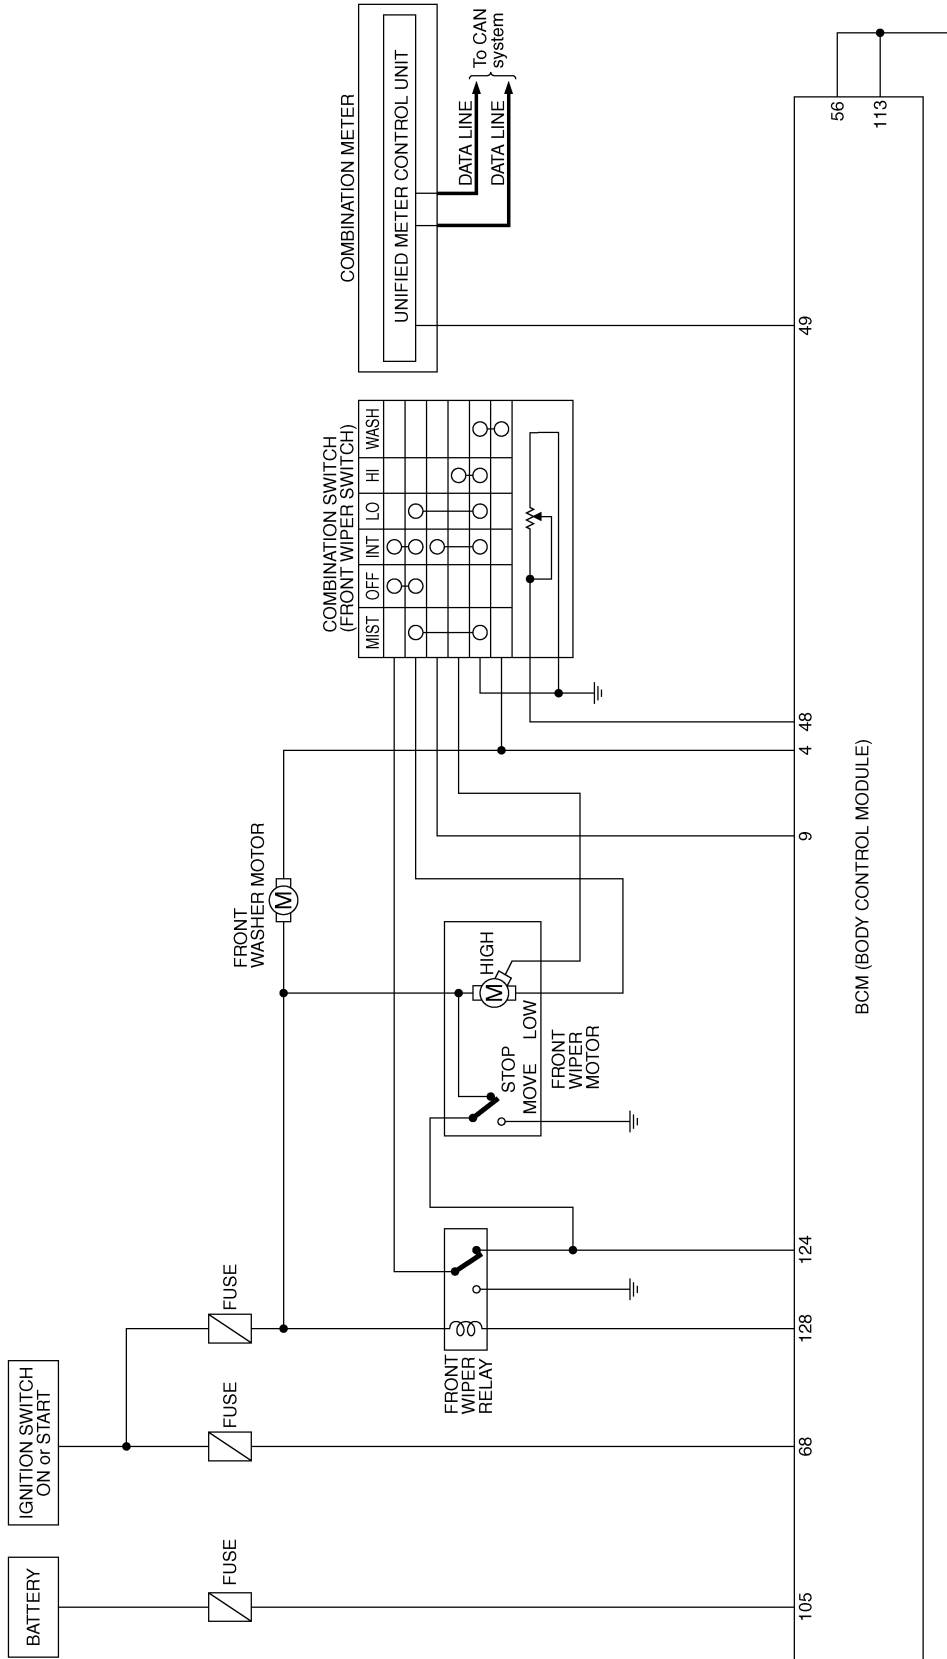 BATTERY
FUSE
105
IGNITION SWITCH
ON or START
FUSE
68
FUSE
128
FRONT
WIPER
RELAY
124
FRONT
WASHER MOTOR
M
M
HIGH
LOW
STOP
MOVE
FRONT
WIPER
MOTOR
9
4
48
COMBINATION SWITCH
(FRONT WIPER SWITCH)
MIST
OFF
INT
LO
HI
WASH
COMBINATION METER
UNIFIED METER CONTROL UNIT
DATA LINE
DATA LINE
To CAN
system
49
56
113
BCM (BODY CONTROL MODULE)